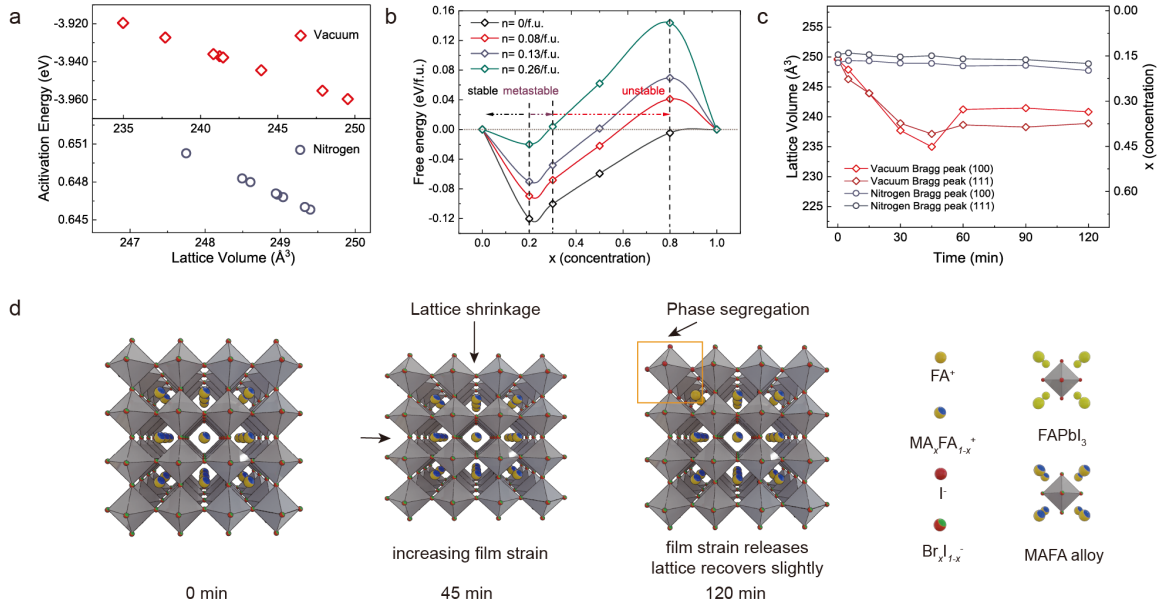 a
Acitivation Energy (eV)
-3.920
-3.940
-3.960
Vacuum
235
240
245
250
0.651
0.648
0.645
Nitrogen
247
248
249
250
Lattice Volume (Å³)
b
Free energy (eV/f.u.)
0.16
0.12
0.08
0.04
0.00
-0.04
-0.08
-0.12
n= 0/f.u.
n= 0.08/f.u.
n= 0.13/f.u.
n= 0.26/f.u.
stable
metastable
unstable
0.0
0.2
0.4
0.6
0.8
1.0
x (concentration)
c
Lattice Volume (Å³)
255
250
245
240
235
230
225
Vacuum Bragg peak (100)
Vacuum Bragg peak (111)
Nitrogen Bragg peak (100)
Nitrogen Bragg peak (111)
0
30
60
90
120
Time (min)
0.00
0.15
0.30
0.45
0.60
x (concentration)
d
Lattice shrinkage
Phase segregation
increasing film strain
film strain releases
lattice recovers slightly
0 min
45 min
120 min
FA⁺
MAₓFA₁₋ₓ⁺
I⁻
BrₓI₁₋ₓ⁻
FAPbI₃
MAFA alloy